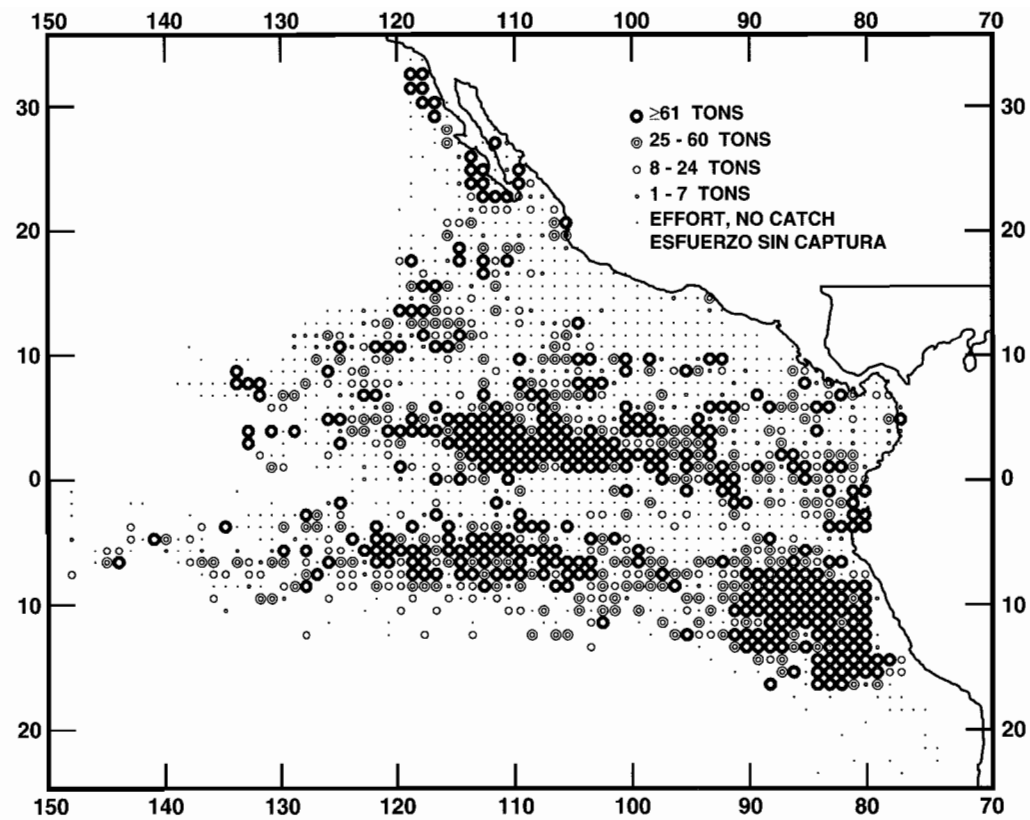 150 140 130 120 110 100 90 80 70
30 30
≥61 TONS
25 - 60 TONS
8 - 24 TONS
1 - 7 TONS
EFFORT, NO CATCH
ESFUERZO SIN CAPTURA
20 20
10 10
0 0
10 10
20 20
150 140 130 120 110 100 90 80 70